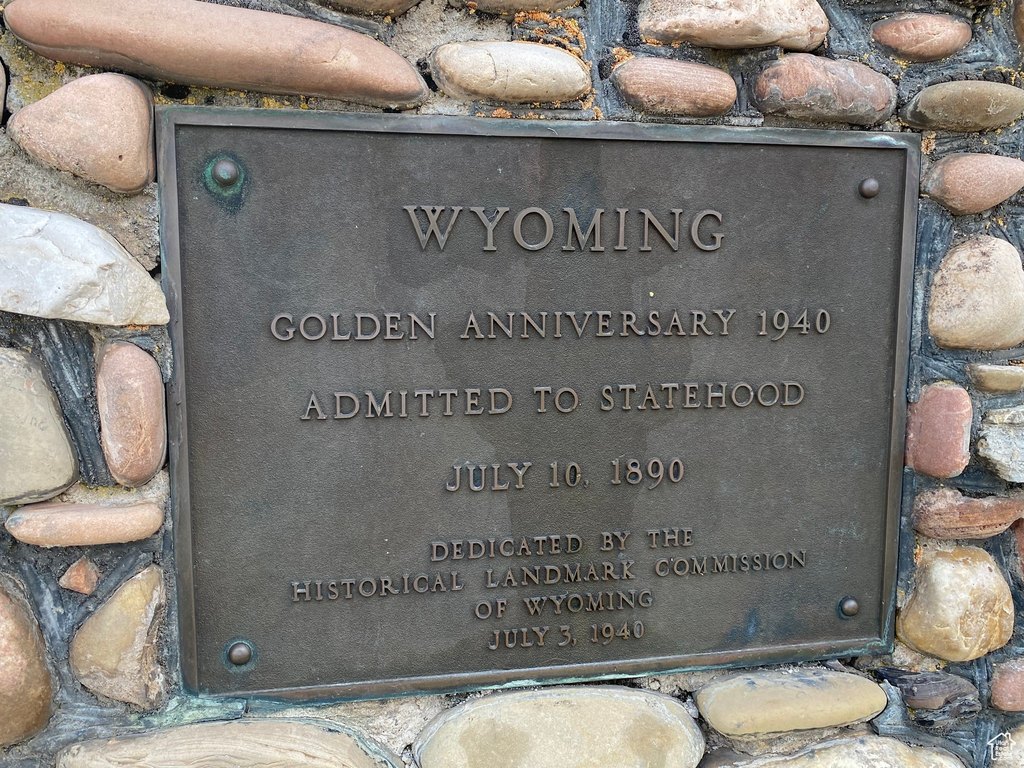 WYOMING
GOLDEN ANNIVERSARY 1940
ADMITTED TO STATEHOOD
JULY 10, 1890
DEDICATED BY THE
HISTORICAL LANDMARK COMMISSION
OF WYOMING
JULY 3, 1940